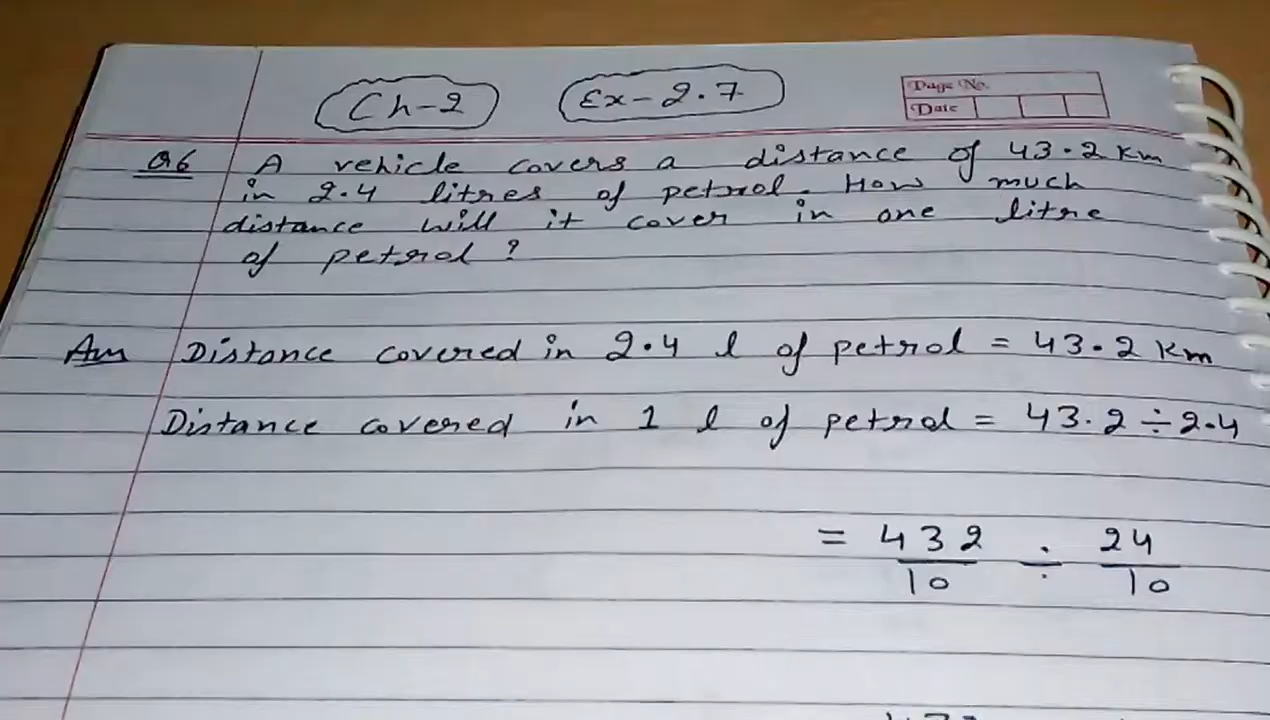 Ch-2 Ex-2.7
Page No.
Date
Q6 A vehicle covers a distance of 43.2 Km
in 2.4 litres of petrol. How much
distance will it cover in one litre
of petrol?
Ans Distance covered in 2.4 l of petrol = 43.2 Km
Distance covered in 1 l of petrol = 43.2 ÷ 2.4
= 432/10 ÷ 24/10